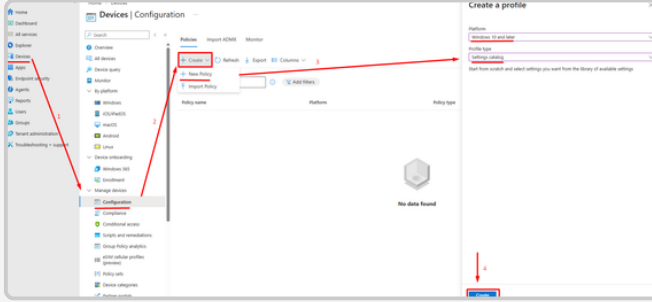 Home
Dashboard
All services
Explorer
Devices
Apps
Endpoint security
Agents
Reports
Users
Groups
Tenant administration
Troubleshooting + support
1
Home > Devices
Devices | Configuration
Search
Overview
All devices
Device query
Monitor
By platform
Windows
iOS/iPadOS
macOS
Android
Linux
Device onboarding
Windows 365
Enrollment
Manage devices
Configuration
Compliance
Conditional access
Scripts and remediations
Group Policy analytics
eSIM cellular profiles (preview)
Policy sets
Device categories
Partner portals
2
Policies Import ADMX Monitor
Create Refresh Export Columns
New Policy
Import Policy
Add filters
3
Policy name Platform Policy type
No data found
Create a profile
Platform
Windows 10 and later
Profile type
Settings catalog
Start from scratch and select settings you want from the library of available settings.
4
Create